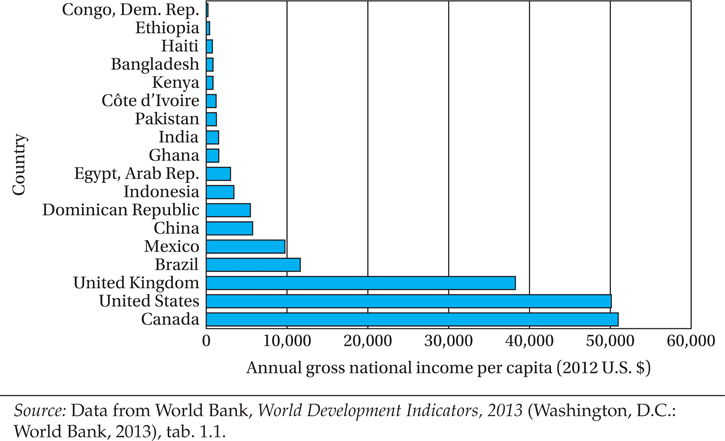 Congo, Dem. Rep.
Ethiopia
Haiti
Bangladesh
Kenya
Côte d’Ivoire
Pakistan
India
Ghana
Egypt, Arab Rep.
Indonesia
Dominican Republic
China
Mexico
Brazil
United Kingdom
United States
Canada
Country
0 10,000 20,000 30,000 40,000 50,000 60,000
Annual gross national income per capita (2012 U.S. $)
Source: Data from World Bank, World Development Indicators, 2013 (Washington, D.C.:
World Bank, 2013), tab. 1.1.